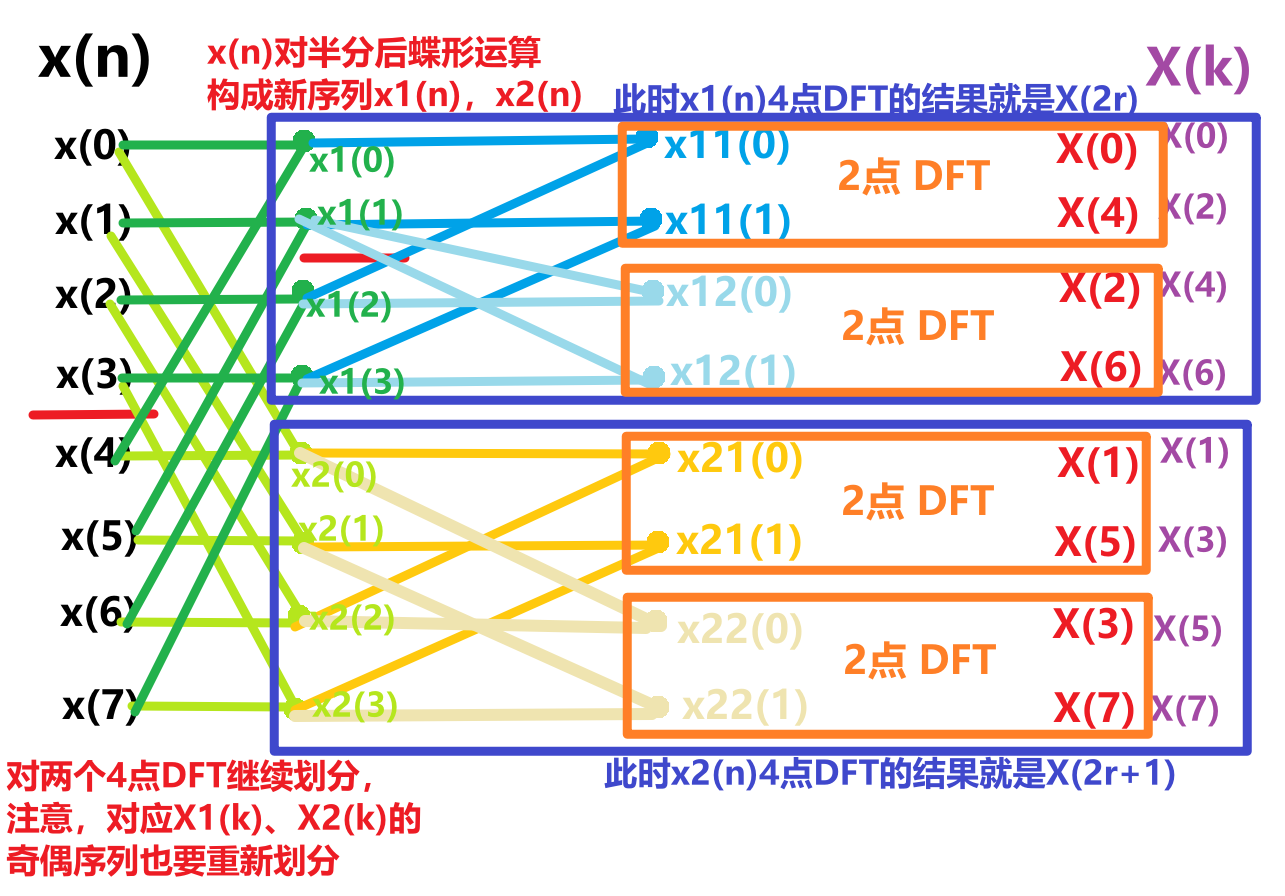 x(n)
x(n)对半分后蝶形运算
构成新序列x1(n)，x2(n)
X(k)
此时x1(n)4点DFT的结果就是X(2r)
x(0)
x1(0)
x11(0)
2点 DFT
X(0)
X(0)
x(1)
x1(1)
x11(1)
X(4)
X(2)
x(2)
x1(2)
x12(0)
2点 DFT
X(2)
X(4)
x(3)
x1(3)
x12(1)
X(6)
X(6)
x(4)
x2(0)
x21(0)
2点 DFT
X(1)
X(1)
x(5)
x2(1)
x21(1)
X(5)
X(3)
x(6)
x2(2)
x22(0)
2点 DFT
X(3)
X(5)
x(7)
x2(3)
x22(1)
X(7)
X(7)
对两个4点DFT继续划分，
注意，对应X1(k)、X2(k)的
奇偶序列也要重新划分
此时x2(n)4点DFT的结果就是X(2r+1)